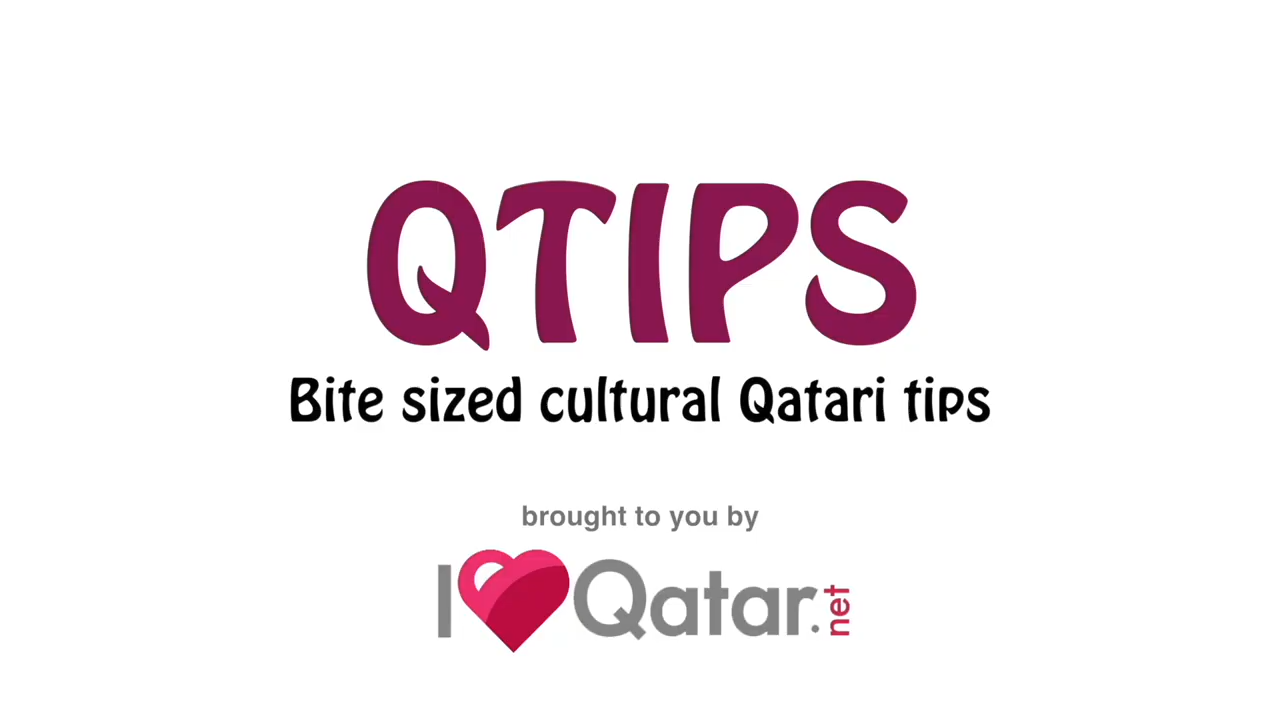 QTIPS
Bite sized cultural Qatari tips
brought to you by
I Qatar.net